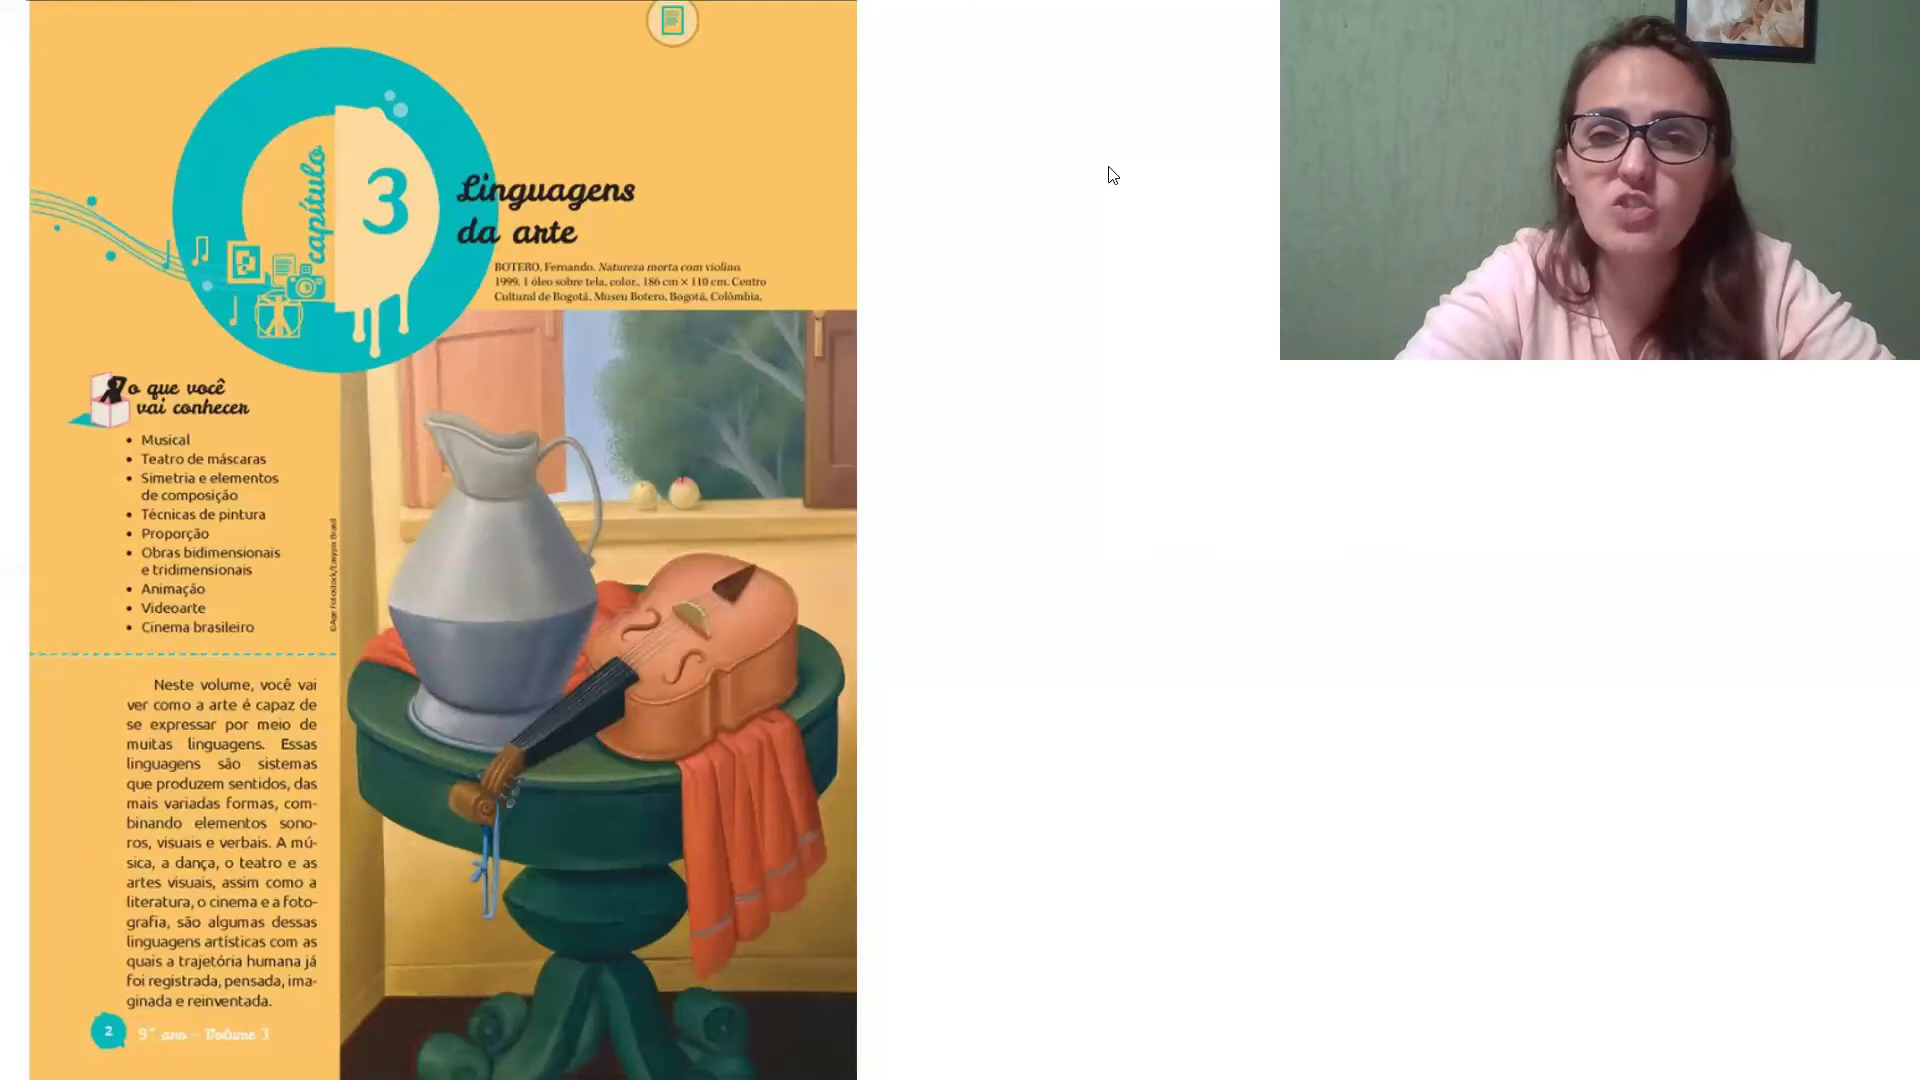 capítulo
3
Linguagens
da arte
BOTERO, Fernando. Natureza morta com violino.
1999. 1 óleo sobre tela, color., 186 cm × 110 cm. Centro
Cultural de Bogotá, Museu Botero, Bogotá, Colômbia.
o que você
vai conhecer
• Musical
• Teatro de máscaras
• Simetria e elementos
de composição
• Técnicas de pintura
• Proporção
• Obras bidimensionais
e tridimensionais
• Animação
• Videoarte
• Cinema brasileiro
©Age Fotostock/Easypix Brasil
Neste volume, você vai
ver como a arte é capaz de
se expressar por meio de
muitas linguagens. Essas
linguagens são sistemas
que produzem sentidos, das
mais variadas formas, com-
binando elementos sono-
ros, visuais e verbais. A mú-
sica, a dança, o teatro e as
artes visuais, assim como a
literatura, o cinema e a foto-
grafia, são algumas dessas
linguagens artísticas com as
quais a trajetória humana já
foi registrada, pensada, ima-
ginada e reinventada.
2
9º ano – Volume 3